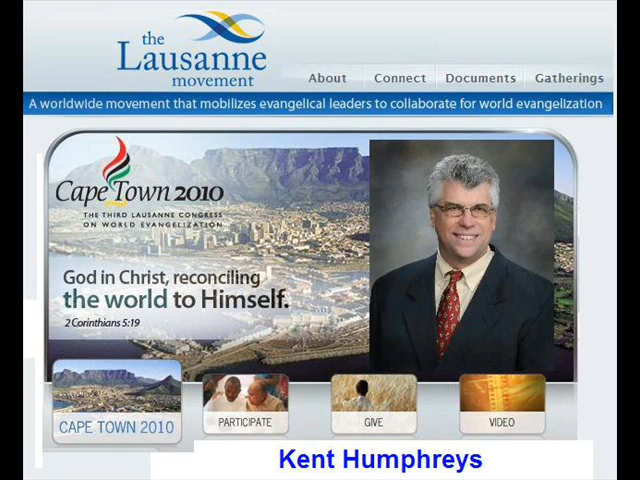 the
Lausanne
movement
About Connect Documents Gatherings
A worldwide movement that mobilizes evangelical leaders to collaborate for world evangelization
Cape Town 2010
THE THIRD LAUSANNE CONGRESS
ON WORLD EVANGELIZATION
God in Christ, reconciling
the world to Himself.
2 Corinthians 5:19
CAPE TOWN 2010
PARTICIPATE
GIVE
VIDEO
Kent Humphreys